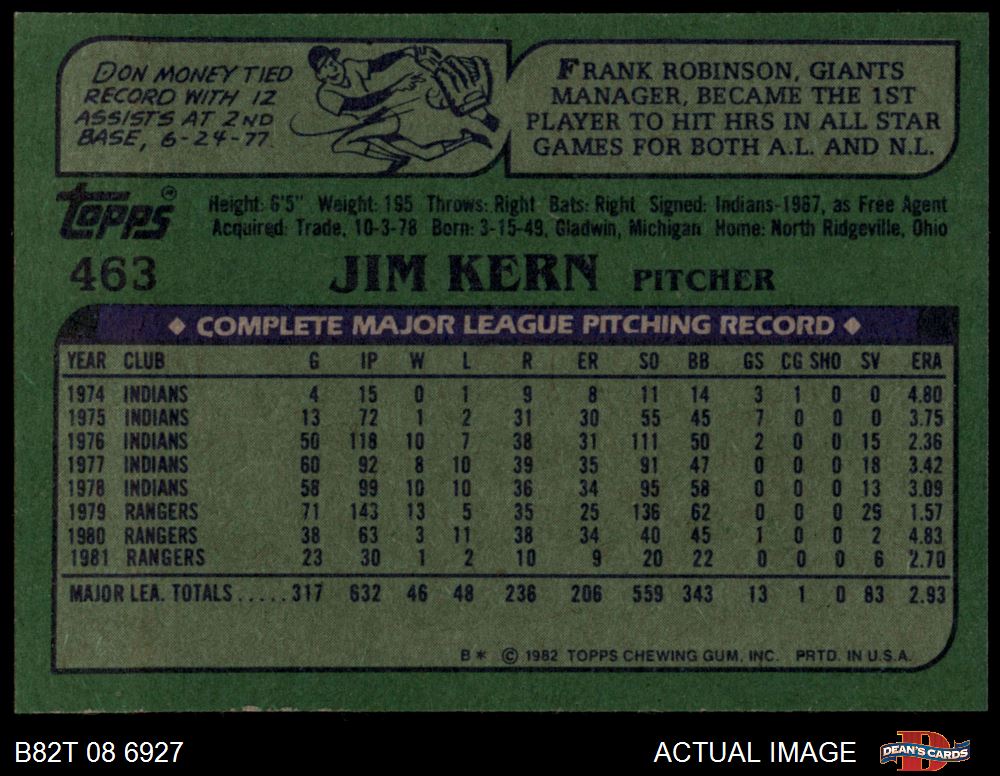 DON MONEY TIED
RECORD WITH 12
ASSISTS AT 2ND
BASE, 6-24-77.
FRANK ROBINSON, GIANTS
MANAGER, BECAME THE 1ST
PLAYER TO HIT HRS IN ALL STAR
GAMES FOR BOTH A.L. AND N.L.
topps ®
Height: 6'5" Weight: 195 Throws: Right Bats: Right Signed: Indians-1967, as Free Agent
Acquired: Trade, 10-3-78 Born: 3-15-49, Gladwin, Michigan Home: North Ridgeville, Ohio
463 JIM KERN PITCHER
◆ COMPLETE MAJOR LEAGUE PITCHING RECORD ◆
YEAR CLUB G IP W L R ER SO BB GS CG SHO SV ERA
1974 INDIANS 4 15 0 1 9 8 11 14 3 1 0 0 4.80
1975 INDIANS 13 72 1 2 31 30 55 45 7 0 0 0 3.75
1976 INDIANS 50 118 10 7 38 31 111 50 2 0 0 15 2.36
1977 INDIANS 60 92 8 10 39 35 91 47 0 0 0 18 3.42
1978 INDIANS 58 99 10 10 36 34 95 58 0 0 0 13 3.09
1979 RANGERS 71 143 13 5 35 25 136 62 0 0 0 29 1.57
1980 RANGERS 38 63 3 11 38 34 40 45 1 0 0 2 4.83
1981 RANGERS 23 30 1 2 10 9 20 22 0 0 0 6 2.70
MAJOR LEA. TOTALS.....317 632 46 48 236 206 559 343 13 1 0 83 2.93
B* © 1982 TOPPS CHEWING GUM, INC. PRTD. IN U.S.A.
B82T 08 6927 ACTUAL IMAGE DEAN'S CARDS